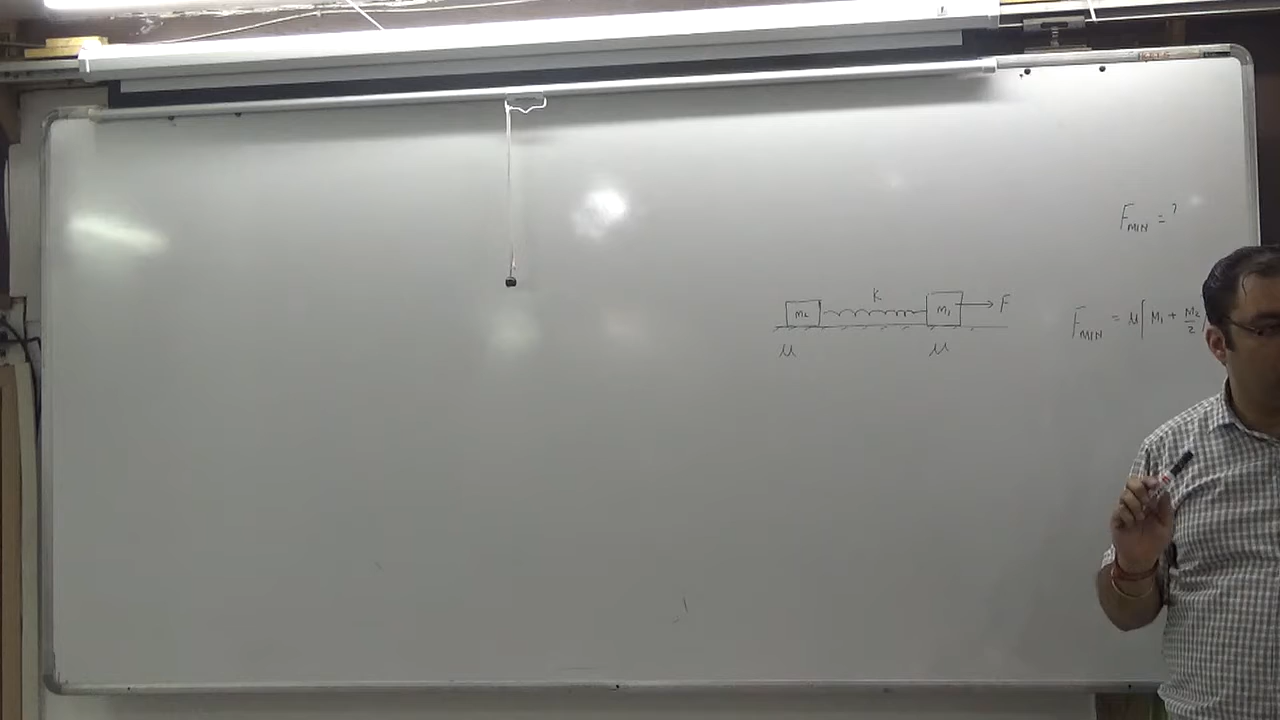 F_MIN = ?
K
M₂ M₁ F
μ μ
F_MIN = μ[M₁ + M₂/2